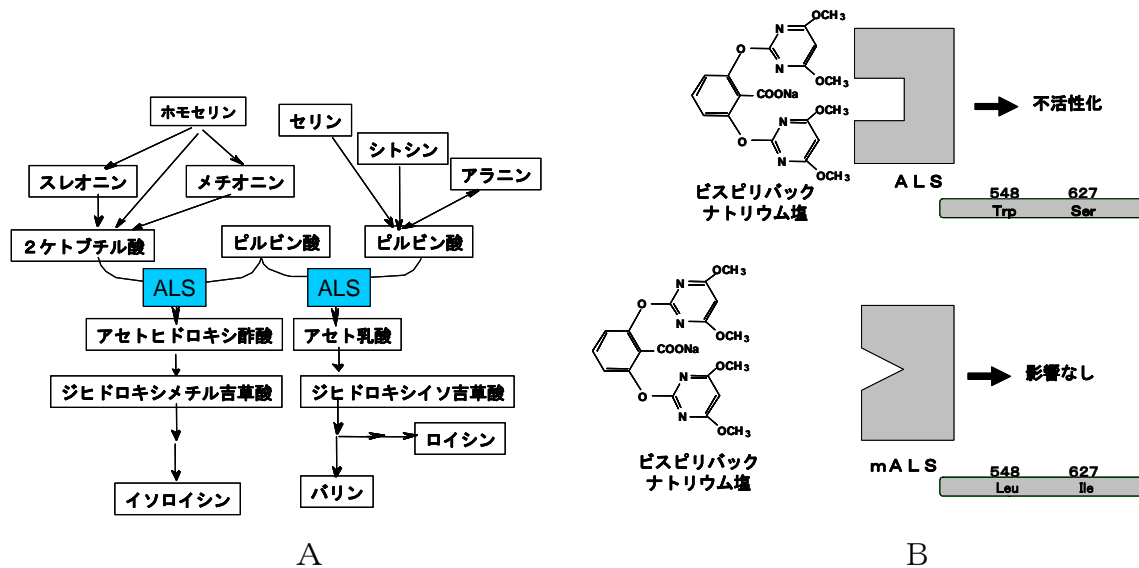 ホモセリン
セリン
シトシン
アラニン
スレオニン
メチオニン
2ケトブチル酸
ピルビン酸
ピルビン酸
ALS
ALS
アセトヒドロキシ酢酸
アセト乳酸
ジヒドロキシメチル吉草酸
ジヒドロキシイソ吉草酸
ロイシン
イソロイシン
バリン
A
OCH3
N
O
N
OCH3
COONa
O
N
OCH3
N
OCH3
ビスピリバック
ナトリウム塩
ALS
不活性化
548 627
Trp Ser
OCH3
N
O
N
OCH3
COONa
O
N
OCH3
N
OCH3
ビスピリバック
ナトリウム塩
mALS
影響なし
548 627
Leu Ile
B